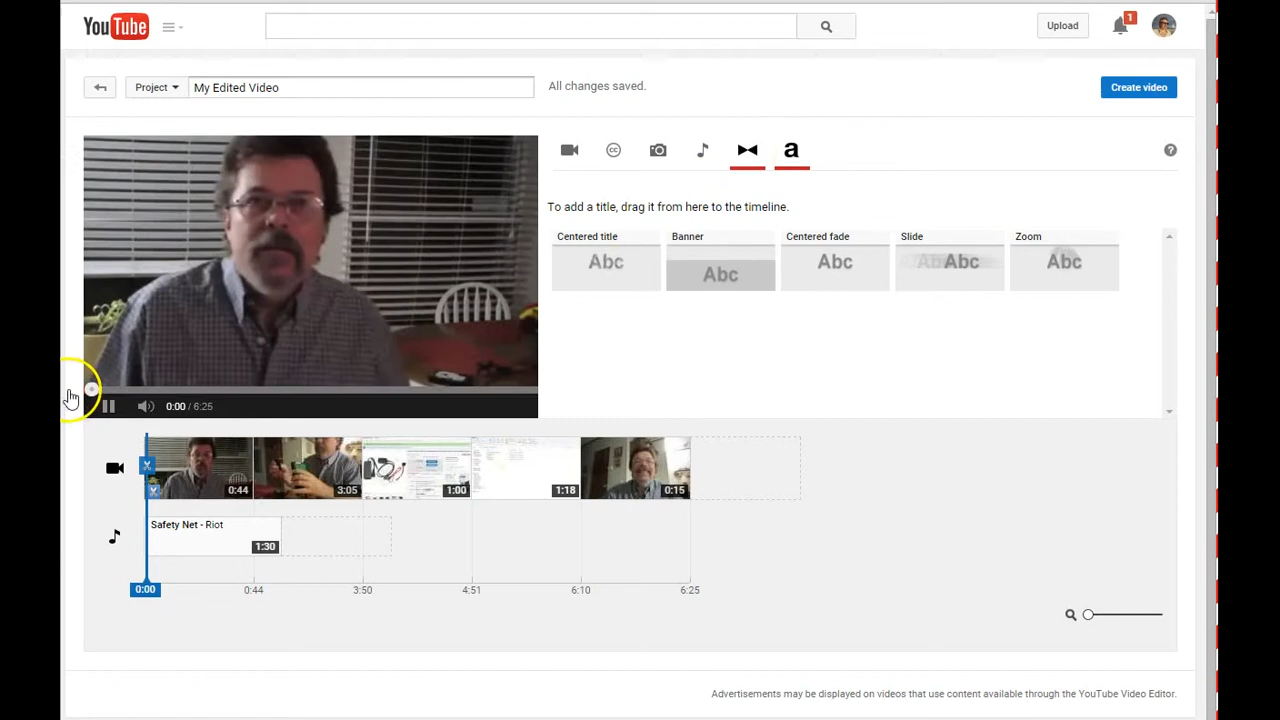 YouTube
Upload
1
Project
My Edited Video
All changes saved.
Create video
cc
a
?
To add a title, drag it from here to the timeline.
Centered title
Banner
Centered fade
Slide
Zoom
Abc
Abc
Abc
Abc
Abc
0:00 / 6:25
0:44
3:05
1:00
1:18
0:15
Safety Net - Riot
1:30
0:00
0:44
3:50
4:51
6:10
6:25
Advertisements may be displayed on videos that use content available through the YouTube Video Editor.